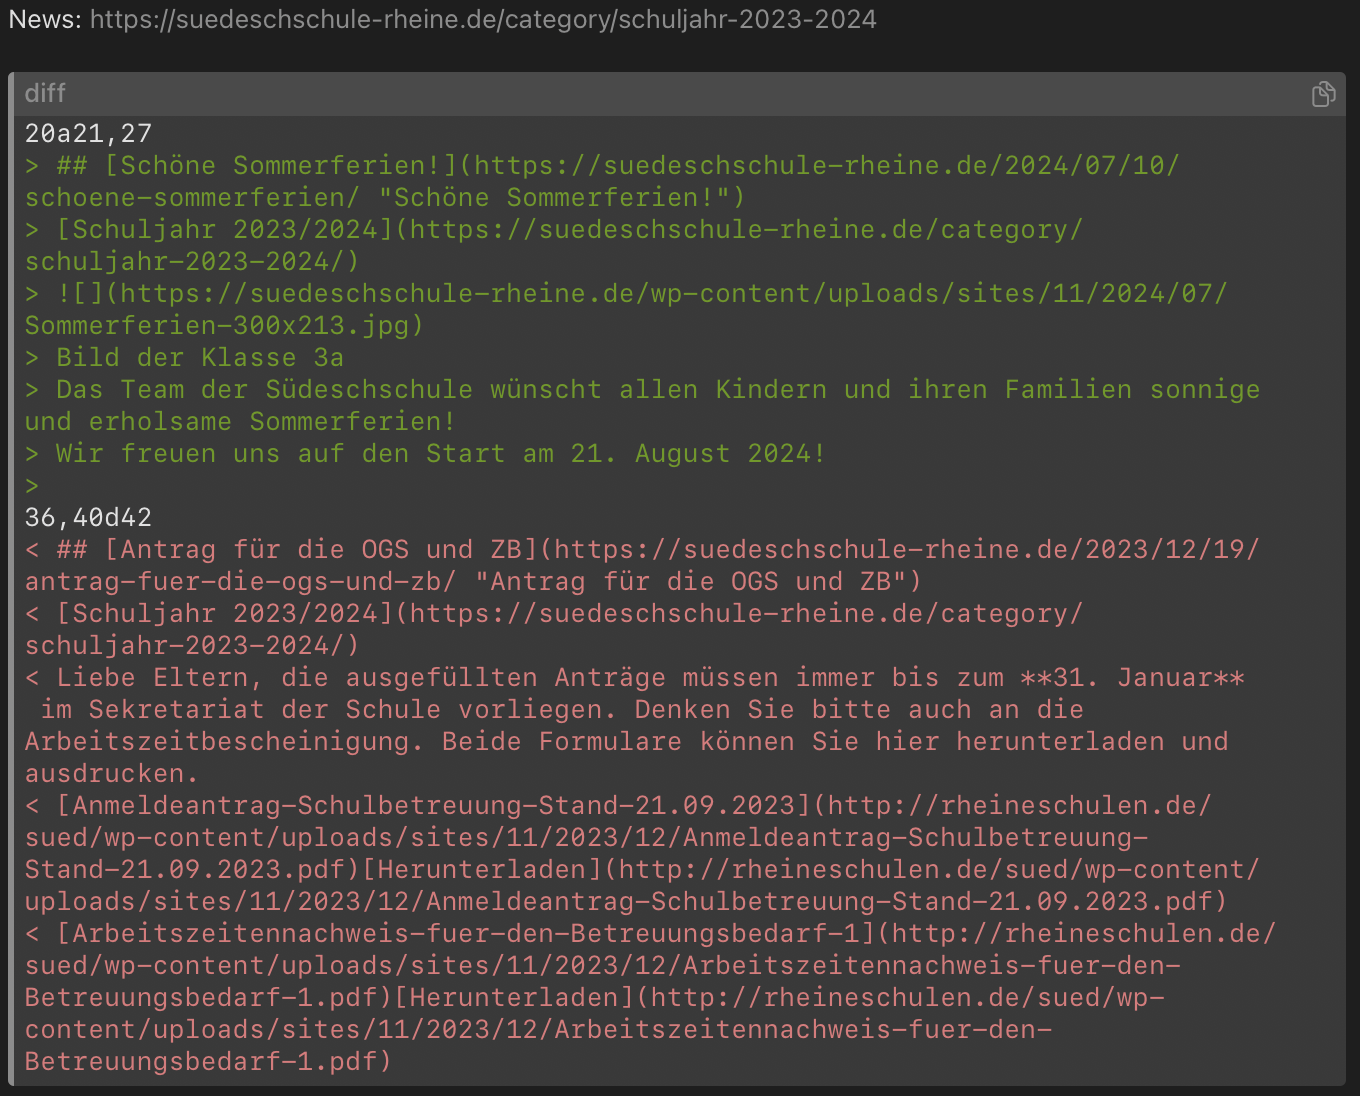 News: https://suedeschschule-rheine.de/category/schuljahr-2023-2024
diff
20a21,27
> ## [Schöne Sommerferien!](https://suedeschschule-rheine.de/2024/07/10/
schoene-sommerferien/ "Schöne Sommerferien!")
> [Schuljahr 2023/2024](https://suedeschschule-rheine.de/category/
schuljahr-2023-2024/)
> ![](https://suedeschschule-rheine.de/wp-content/uploads/sites/11/2024/07/
Sommerferien-300x213.jpg)
> Bild der Klasse 3a
> Das Team der Südeschschule wünscht allen Kindern und ihren Familien sonnige
und erholsame Sommerferien!
> Wir freuen uns auf den Start am 21. August 2024!
>
36,40d42
< ## [Antrag für die OGS und ZB](https://suedeschschule-rheine.de/2023/12/19/
antrag-fuer-die-ogs-und-zb/ "Antrag für die OGS und ZB")
< [Schuljahr 2023/2024](https://suedeschschule-rheine.de/category/
schuljahr-2023-2024/)
< Liebe Eltern, die ausgefüllten Anträge müssen immer bis zum **31. Januar**
 im Sekretariat der Schule vorliegen. Denken Sie bitte auch an die
Arbeitszeitbescheinigung. Beide Formulare können Sie hier herunterladen und
ausdrucken.
< [Anmeldeantrag-Schulbetreuung-Stand-21.09.2023](http://rheineschulen.de/
sued/wp-content/uploads/sites/11/2023/12/Anmeldeantrag-Schulbetreuung-
Stand-21.09.2023.pdf)[Herunterladen](http://rheineschulen.de/sued/wp-content/
uploads/sites/11/2023/12/Anmeldeantrag-Schulbetreuung-Stand-21.09.2023.pdf)
< [Arbeitszeitennachweis-fuer-den-Betreuungsbedarf-1](http://rheineschulen.de/
sued/wp-content/uploads/sites/11/2023/12/Arbeitszeitennachweis-fuer-den-
Betreuungsbedarf-1.pdf)[Herunterladen](http://rheineschulen.de/sued/wp-
content/uploads/sites/11/2023/12/Arbeitszeitennachweis-fuer-den-
Betreuungsbedarf-1.pdf)